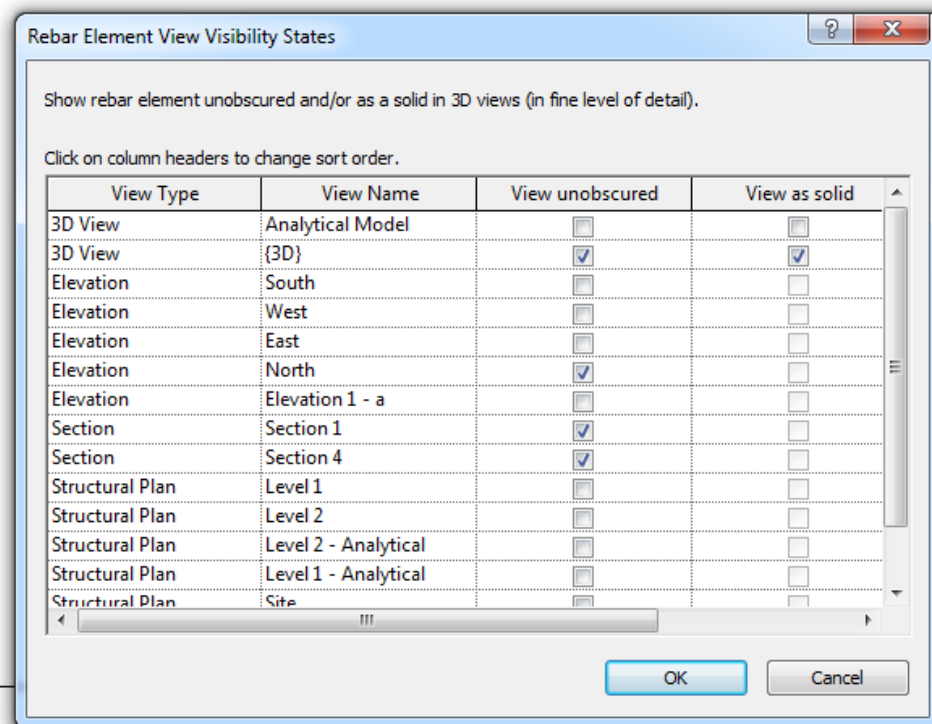 Rebar Element View Visibility States
Show rebar element unobscured and/or as a solid in 3D views (in fine level of detail).
Click on column headers to change sort order.
View Type View Name View unobscured View as solid
3D View Analytical Model
3D View {3D}
Elevation South
Elevation West
Elevation East
Elevation North
Elevation Elevation 1 - a
Section Section 1
Section Section 4
Structural Plan Level 1
Structural Plan Level 2
Structural Plan Level 2 - Analytical
Structural Plan Level 1 - Analytical
Structural Plan Site
OK Cancel